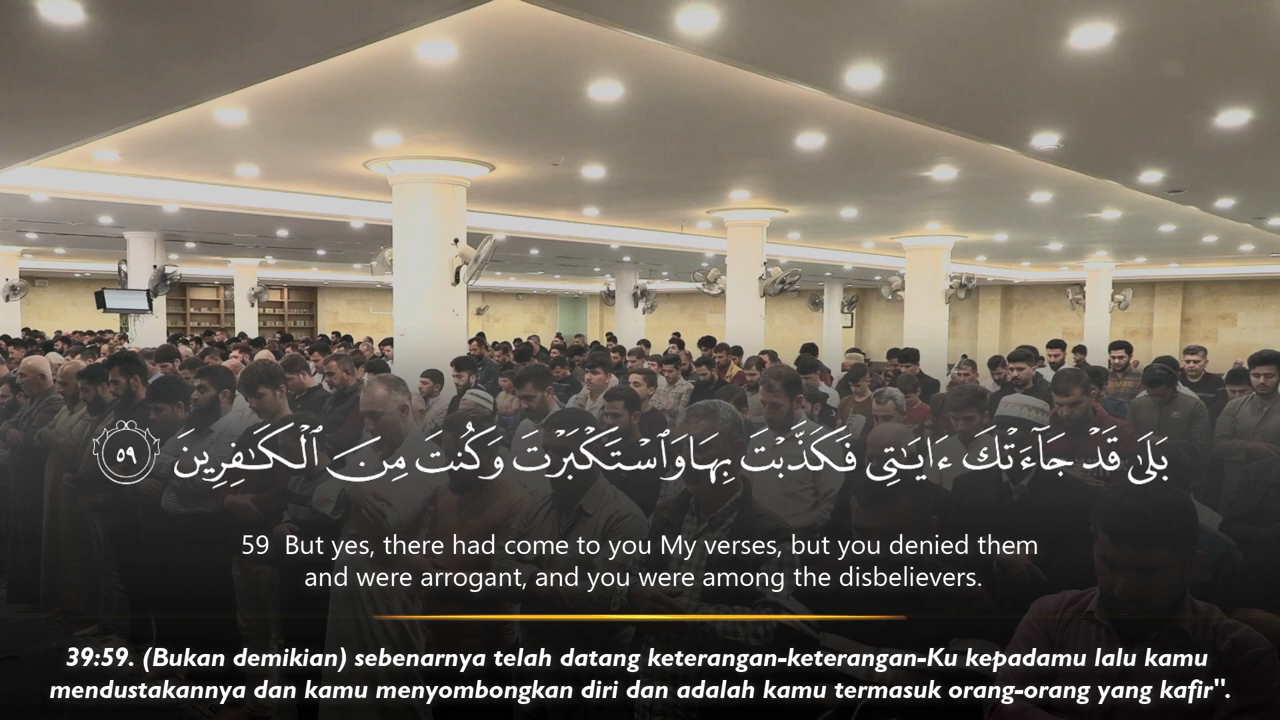 بَلَىٰ قَدْ جَآءَتْكَ ءَايَـٰتِى فَكَذَّبْتَ بِهَا وَٱسْتَكْبَرْتَ وَكُنتَ مِنَ ٱلْكَـٰفِرِينَ ٥٩
59 But yes, there had come to you My verses, but you denied them
and were arrogant, and you were among the disbelievers.
39:59. (Bukan demikian) sebenarnya telah datang keterangan-keterangan-Ku kepadamu lalu kamu
mendustakannya dan kamu menyombongkan diri dan adalah kamu termasuk orang-orang yang kafir".